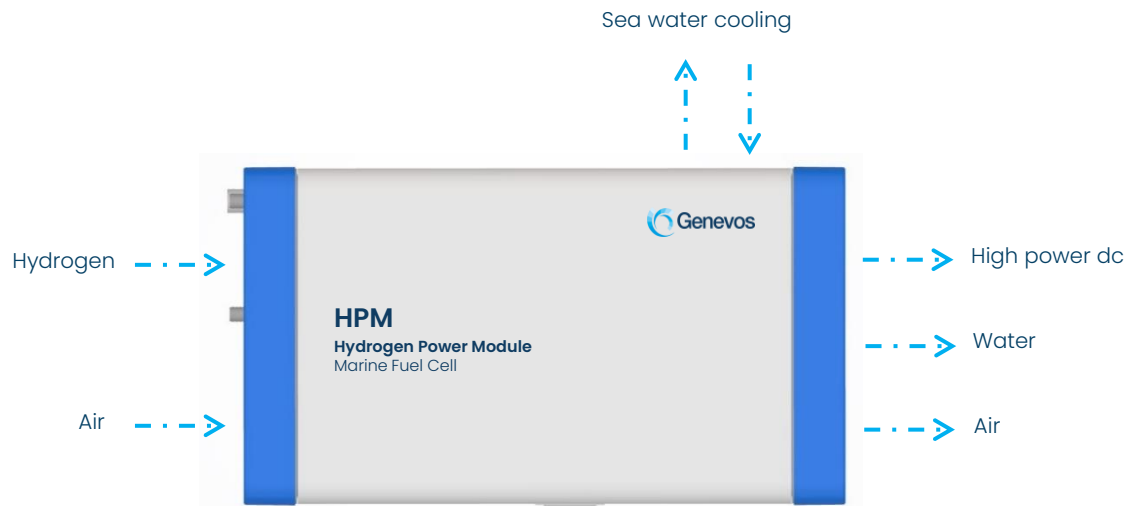 Sea water cooling
Genevos
Hydrogen
High power dc
HPM
Hydrogen Power Module
Marine Fuel Cell
Water
Air
Air